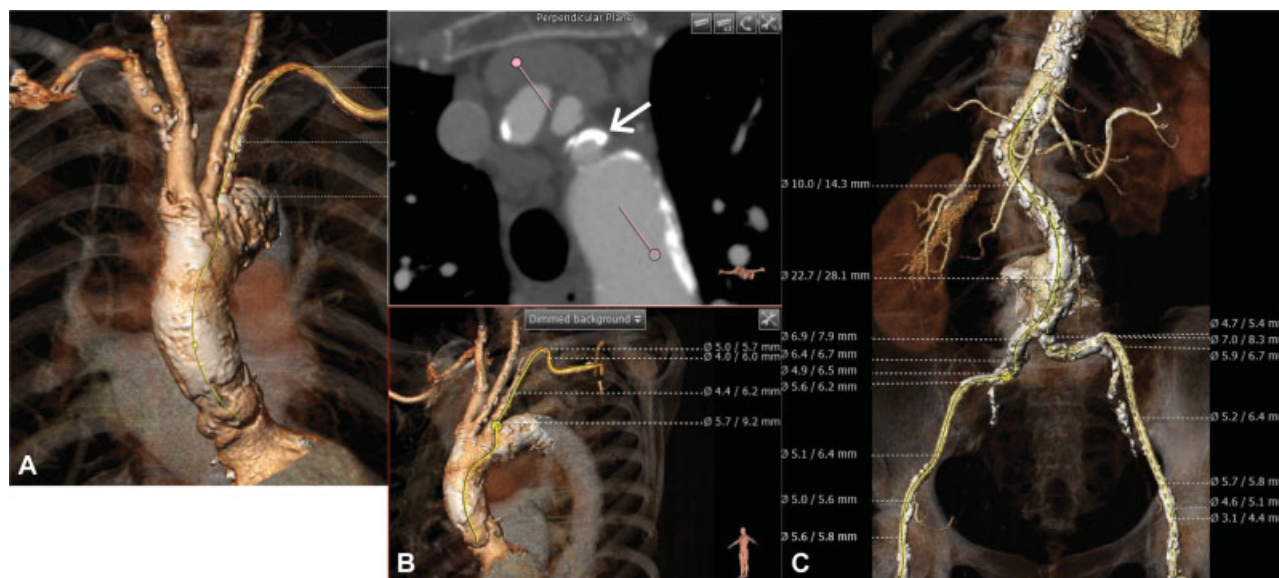 A
Perpendicular Plane
Dimmed background
Ø 5.0 / 5.7 mm
Ø 4.0 / 6.0 mm
Ø 4.4 / 6.2 mm
Ø 5.7 / 9.2 mm
B
Ø 10.0 / 14.3 mm
Ø 22.7 / 28.1 mm
Ø 6.9 / 7.9 mm
Ø 6.4 / 6.7 mm
Ø 4.9 / 6.5 mm
Ø 5.6 / 6.2 mm
Ø 5.1 / 6.4 mm
Ø 5.0 / 5.6 mm
Ø 5.6 / 5.8 mm
Ø 4.7 / 5.4 m
Ø 7.0 / 8.3 m
Ø 5.9 / 6.7 m
Ø 5.2 / 6.4 mm
Ø 5.7 / 5.8 mm
Ø 4.6 / 5.1 mm
Ø 3.1 / 4.4 mm
C